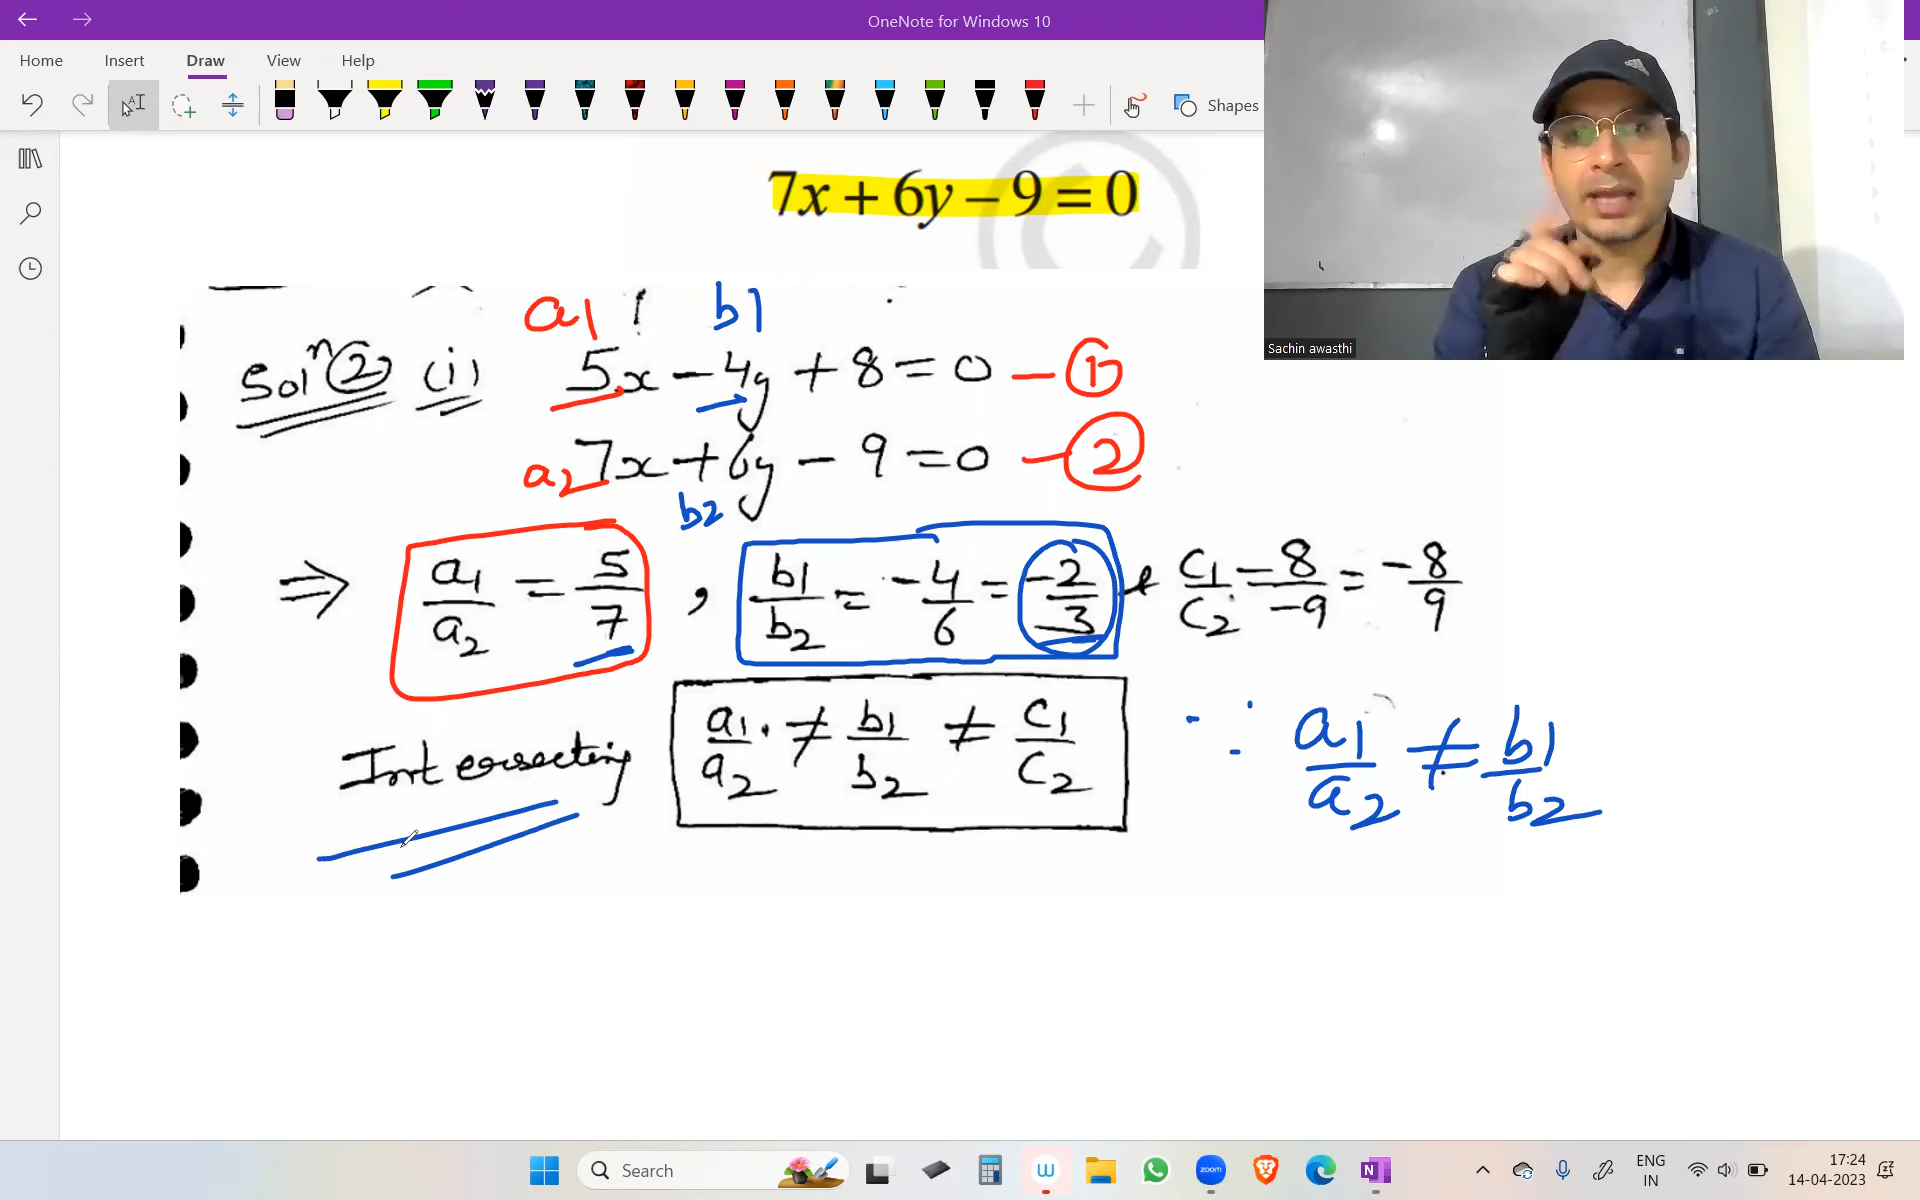 OneNote for Windows 10
Home Insert Draw View Help
Shapes
7x + 6y – 9 = 0
Sachin awasthi
a1 b1
Solⁿ ② (i) 5x − 4y + 8 = 0 — ①
a2 7x + 6y − 9 = 0 — ②
b2
⇒ a1/a2 = 5/7 , b1/b2 = -4/6 = -2/3 & c1/c2 = 8/-9 = -8/9
Intersecting a1/a2 ≠ b1/b2 ≠ c1/c2 ∵ a1/a2 ≠ b1/b2
Search
zoom
ENG
IN
17:24
14-04-2023